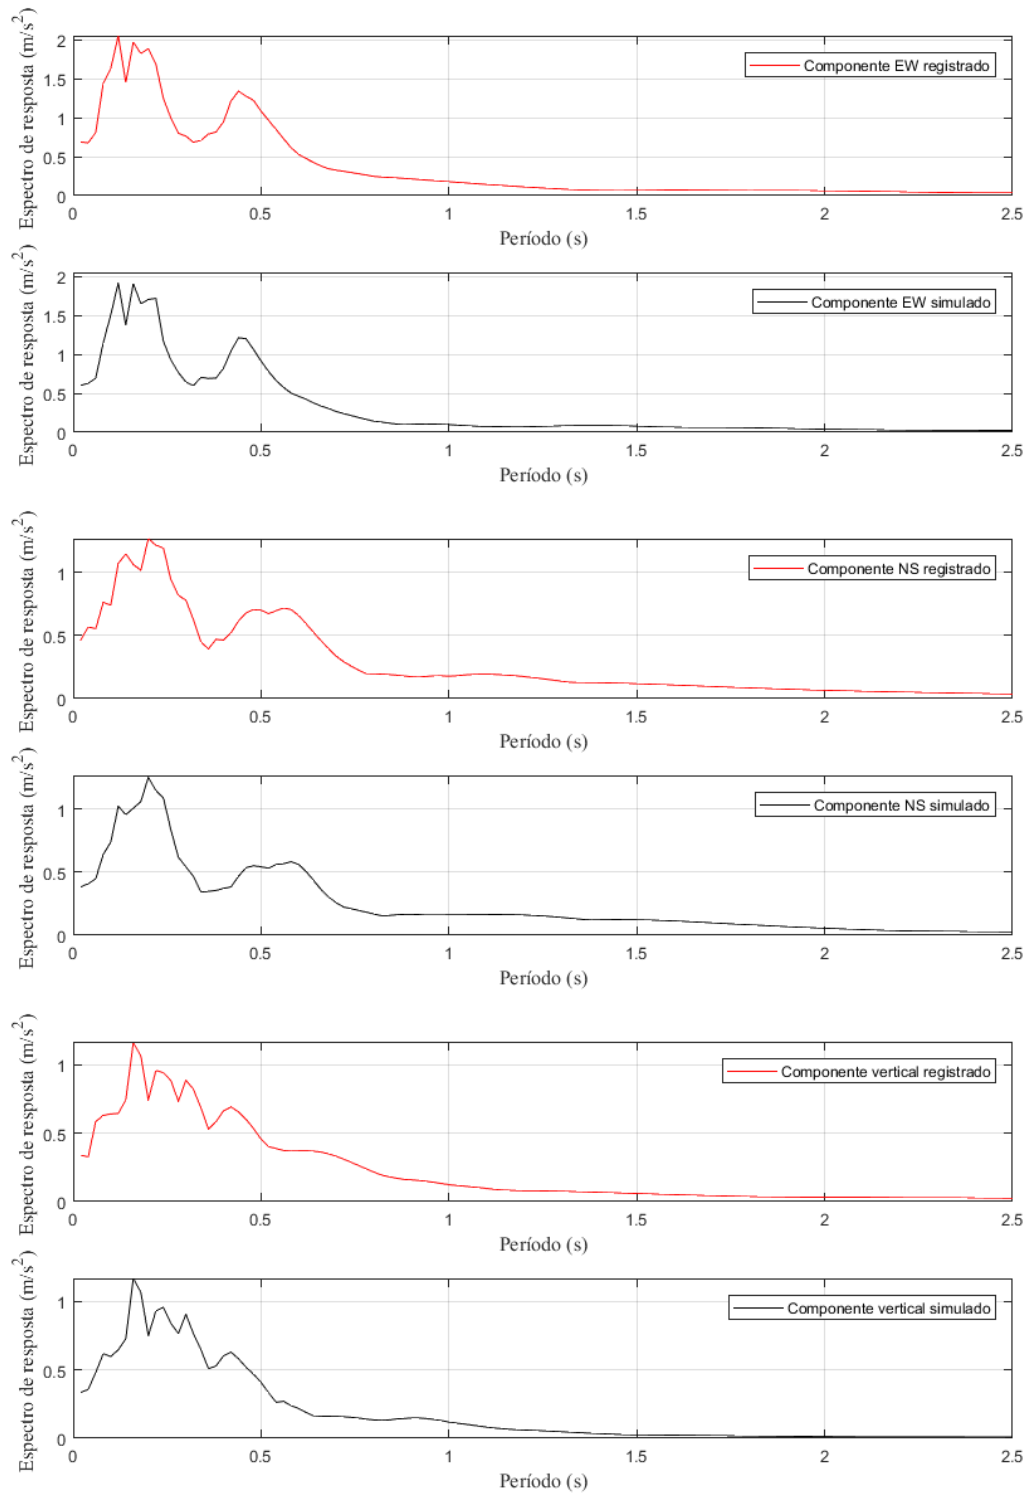 Espectro de resposta (m/s²)
2
1.5
1
0.5
0
Componente EW registrado
0 0.5 1 1.5 2 2.5
Período (s)
Espectro de resposta (m/s²)
2
1.5
1
0.5
0
Componente EW simulado
0 0.5 1 1.5 2 2.5
Período (s)
Espectro de resposta (m/s²)
1
0.5
0
Componente NS registrado
0 0.5 1 1.5 2 2.5
Período (s)
Espectro de resposta (m/s²)
1
0.5
0
Componente NS simulado
0 0.5 1 1.5 2 2.5
Período (s)
Espectro de resposta (m/s²)
1
0.5
0
Componente vertical registrado
0 0.5 1 1.5 2 2.5
Período (s)
Espectro de resposta (m/s²)
1
0.5
0
Componente vertical simulado
0 0.5 1 1.5 2 2.5
Período (s)